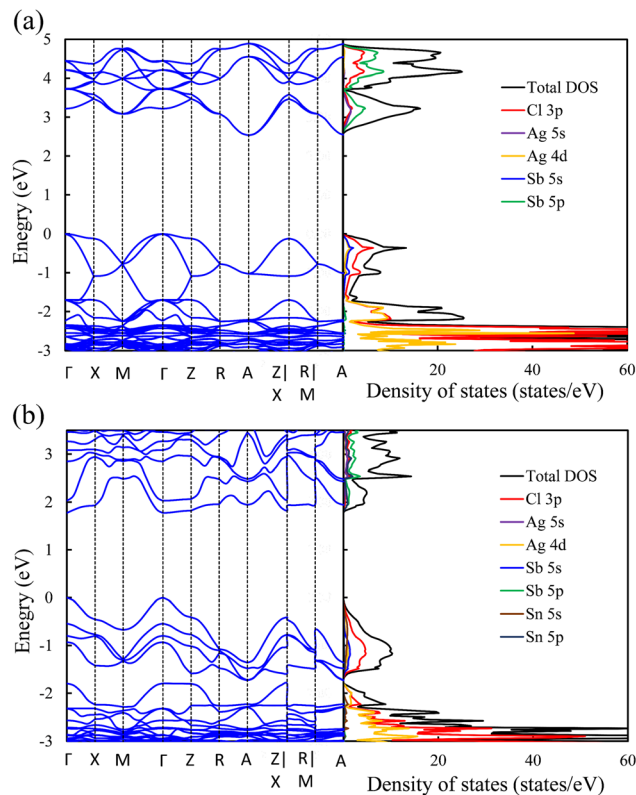 (a)
5
4
3
2
1
0
-1
-2
-3
Enegry (eV)
Total DOS
Cl 3p
Ag 5s
Ag 4d
Sb 5s
Sb 5p
Γ X M Γ Z R A Z| R| A
X M
20 40 60
Density of states (states/eV)
(b)
3
2
1
0
-1
-2
-3
Enegry (eV)
Total DOS
Cl 3p
Ag 5s
Ag 4d
Sb 5s
Sb 5p
Sn 5s
Sn 5p
Γ X M Γ Z R A Z| R| A
X M
20 40 60
Density of states (states/eV)